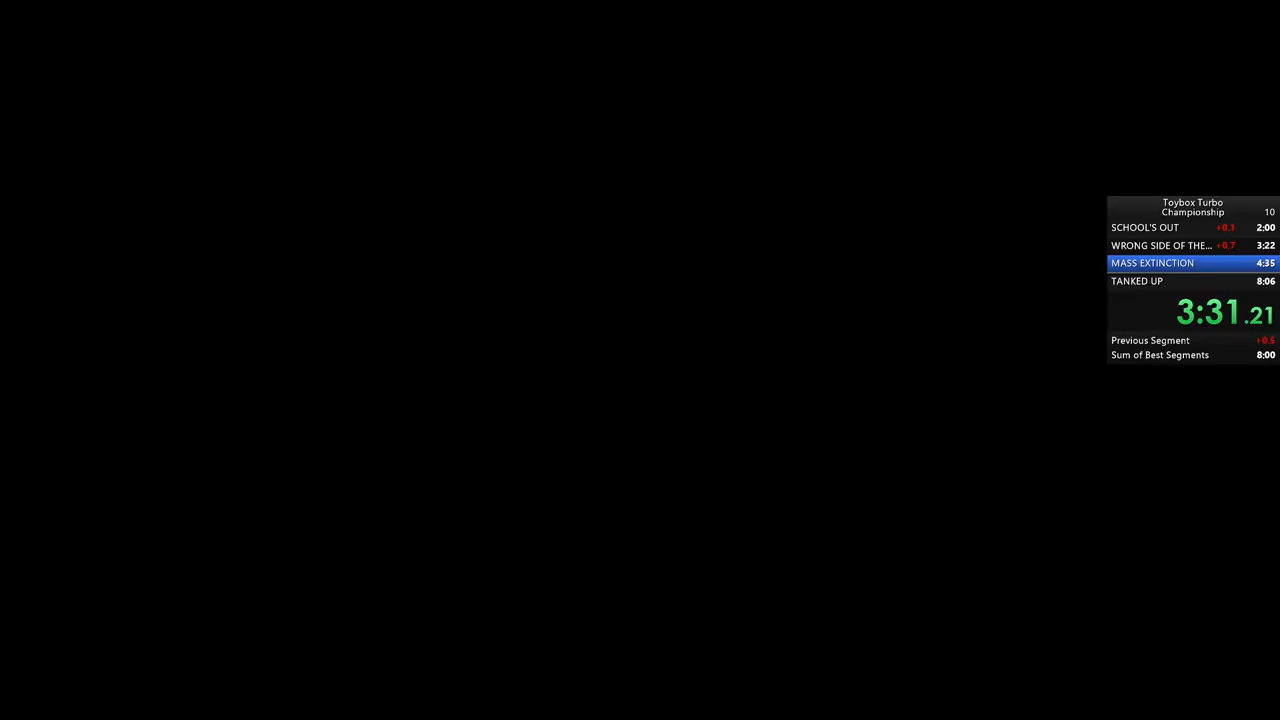 Toybox Turbo
Championship 10
SCHOOL'S OUT +0.1 2:00
WRONG SIDE OF THE... +0.7 3:22
MASS EXTINCTION 4:35
TANKED UP 8:06
3:31.21
Previous Segment +0.5
Sum of Best Segments 8:00